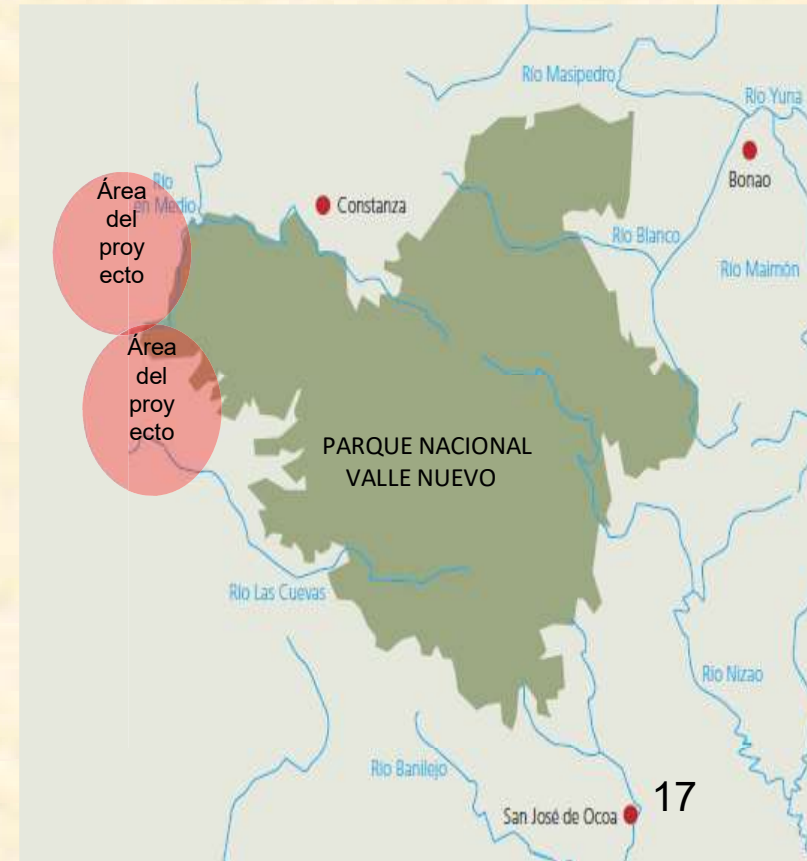 Río Masipedro
Río Yuna
Bonao
Área
del
proy
ecto
Río
en Medio
Constanza
Río Blanco
Río Maimón
Área
del
proy
ecto
PARQUE NACIONAL
VALLE NUEVO
Río Las Cuevas
Río Nizao
Río Banilejo
San José de Ocoa
17